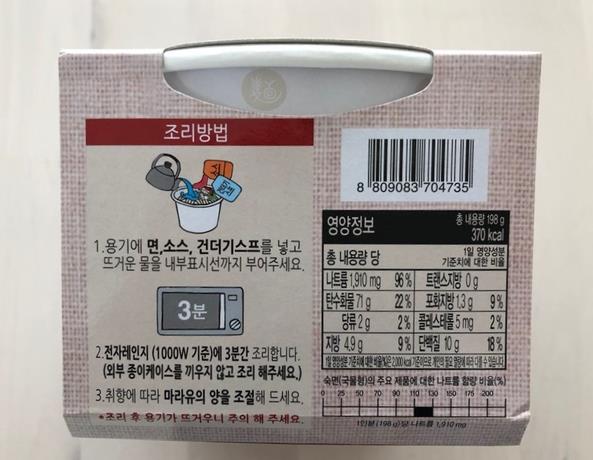 조리방법
1.용기에 면,소스, 건더기스프를 넣고
뜨거운 물을 내부표시선까지 부어주세요.
3분
2.전자레인지 (1000W 기준)에 3분간 조리합니다.
(외부 종이케이스를 끼우지 않고 조리 해주세요.)
3.취향에 따라 마라유의 양을 조절해 드세요.
*조리 후 용기가 뜨거우니 주의 해 주세요.
8 809083 704735
영양정보
총 내용량 198 g
370 kcal
총 내용량 당
1일 영양성분
기준치에 대한 비율
나트륨 1,910 mg 96 % 트랜스지방 0 g
탄수화물 71 g 22 % 포화지방 1.3 g 9 %
당류 2 g 2 % 콜레스테롤 5 mg 2 %
지방 4.9 g 9 % 단백질 10 g 18 %
1일 영양성분 기준치에 대한 비율(%)은 2,000 kcal 기준이므로 개인의 필요 열량에 따라 다를 수 있습니다.
숙면(국물형)의 주요 제품에 대한 나트륨 함량 비율(%)
0 25 50 70 90 110 130 150 175 200
1인분 (198 g)당 나트륨 1,910 mg